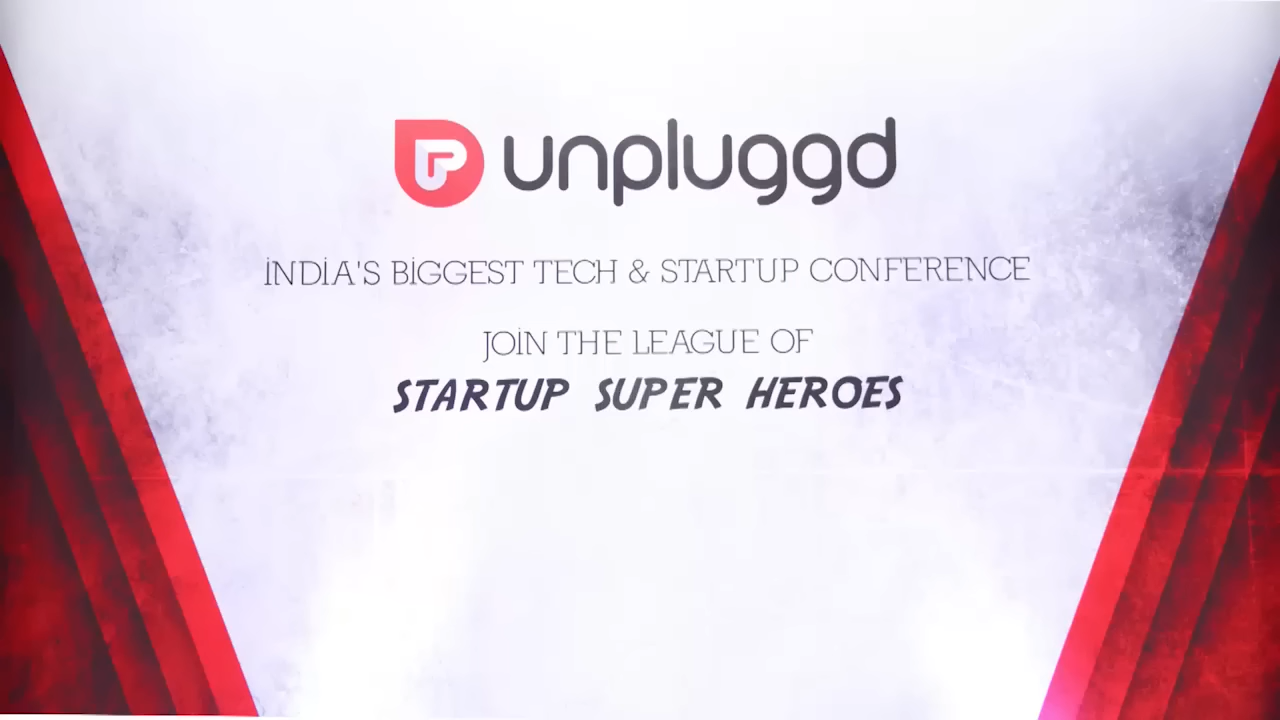 unpluggd
INDIA'S BIGGEST TECH & STARTUP CONFERENCE
JOIN THE LEAGUE OF
STARTUP SUPER HEROES